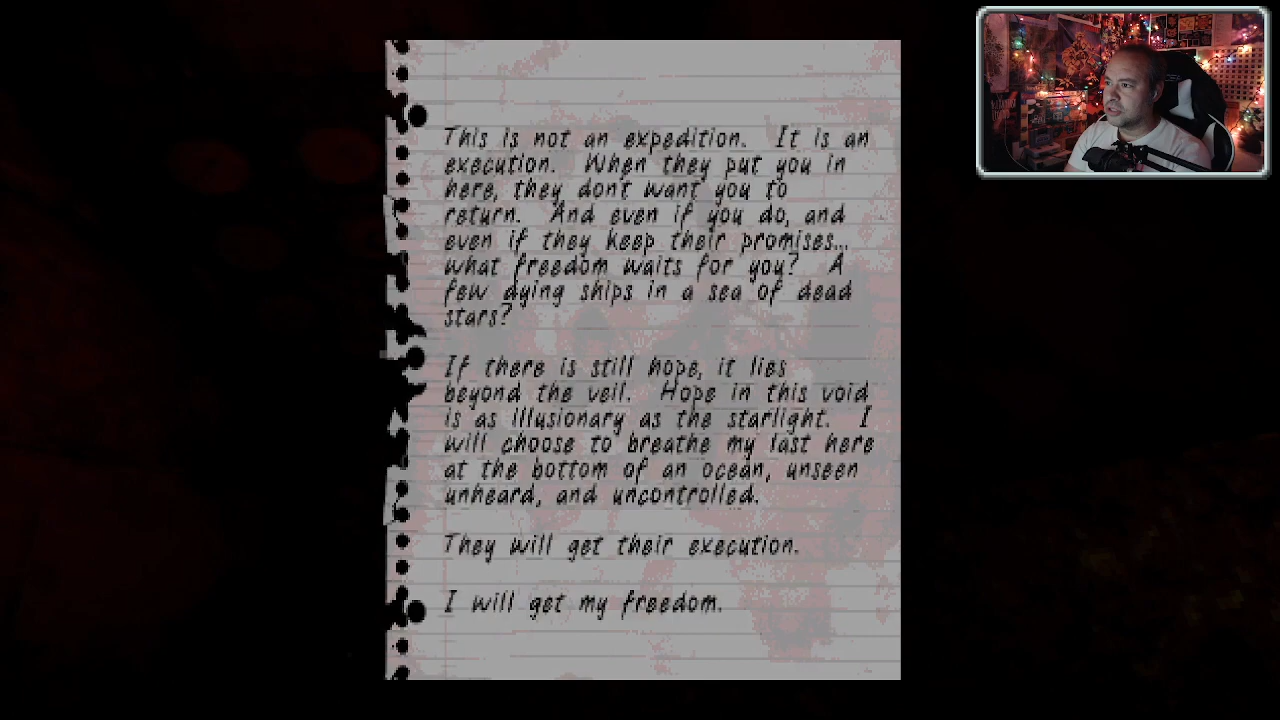 This is not an expedition. It is an
execution. When they put you in
here, they don't want you to
return. And even if you do, and
even if they keep their promises...
what freedom waits for you? A
few dying ships in a sea of dead
stars?
If there is still hope, it lies
beyond the veil. Hope in this void
is as illusionary as the starlight. I
will choose to breathe my last here
at the bottom of an ocean, unseen
unheard, and uncontrolled.
They will get their execution.
I will get my freedom.